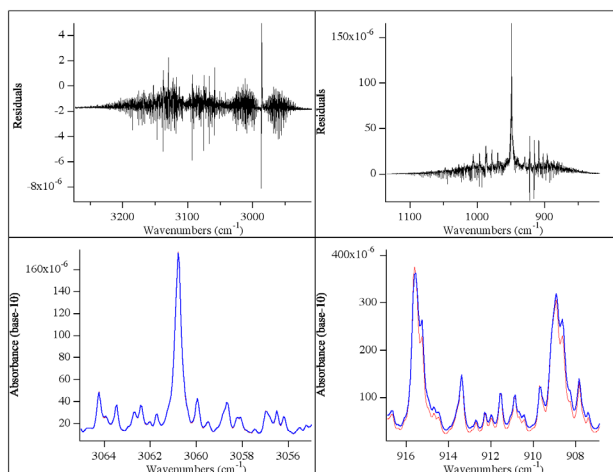 4
2
0
-2
-4
-6
-8x10-6
Residuals
3200 3100 3000
Wavenumbers (cm-1)
150x10-6
100
50
0
Residuals
1100 1000 900
Wavenumbers (cm-1)
160x10-6
140
120
100
80
60
40
20
Absorbance (base-10)
3064 3062 3060 3058 3056
Wavenumbers (cm-1)
400x10-6
300
200
100
Absorbance (base-10)
916 914 912 910 908
Wavenumbers (cm-1)